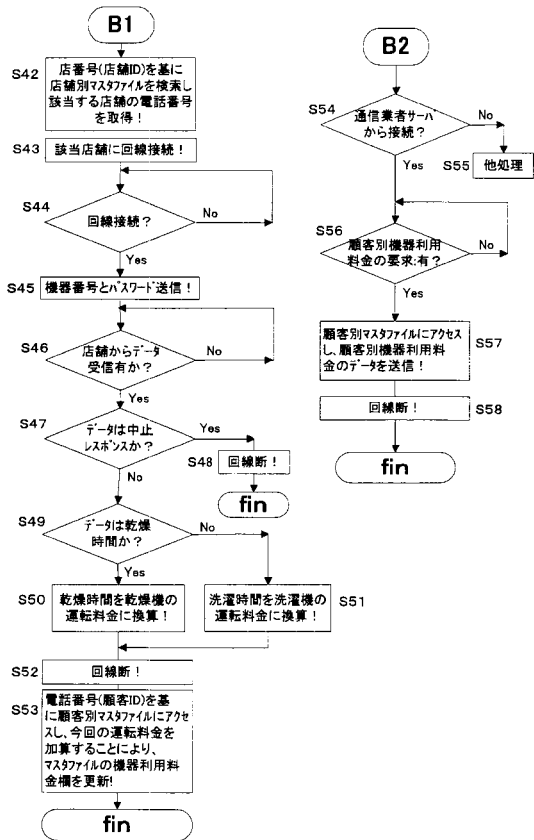 B1
S42
店番号(店舗ID)を基に
店舗別マスタファイルを検索し
該当する店舗の電話番号
を取得！
S43
該当店舗に回線接続！
S44
回線接続？
No
Yes
S45
機器番号とパスワード送信！
S46
店舗からデータ
受信有か？
No
Yes
S47
データは中止
レスポンスか？
Yes
S48
回線断！
fin
No
S49
データは乾燥
時間か？
No
Yes
S50
乾燥時間を乾燥機の
運転料金に換算！
洗濯時間を洗濯機の
運転料金に換算！
S51
S52
回線断！
S53
電話番号(顧客ID)を基
に顧客別マスタファイルにアクセ
スし、今回の運転料金を
加算することにより、
マスタファイルの機器利用料
金欄を更新!
fin
B2
S54
通信業者サーバ
から接続？
No
S55
他処理
Yes
S56
顧客別機器利用
料金の要求:有？
No
Yes
顧客別マスタファイルにアクセス
し、顧客別機器利用料
金のデータを送信！
S57
回線断！
S58
fin